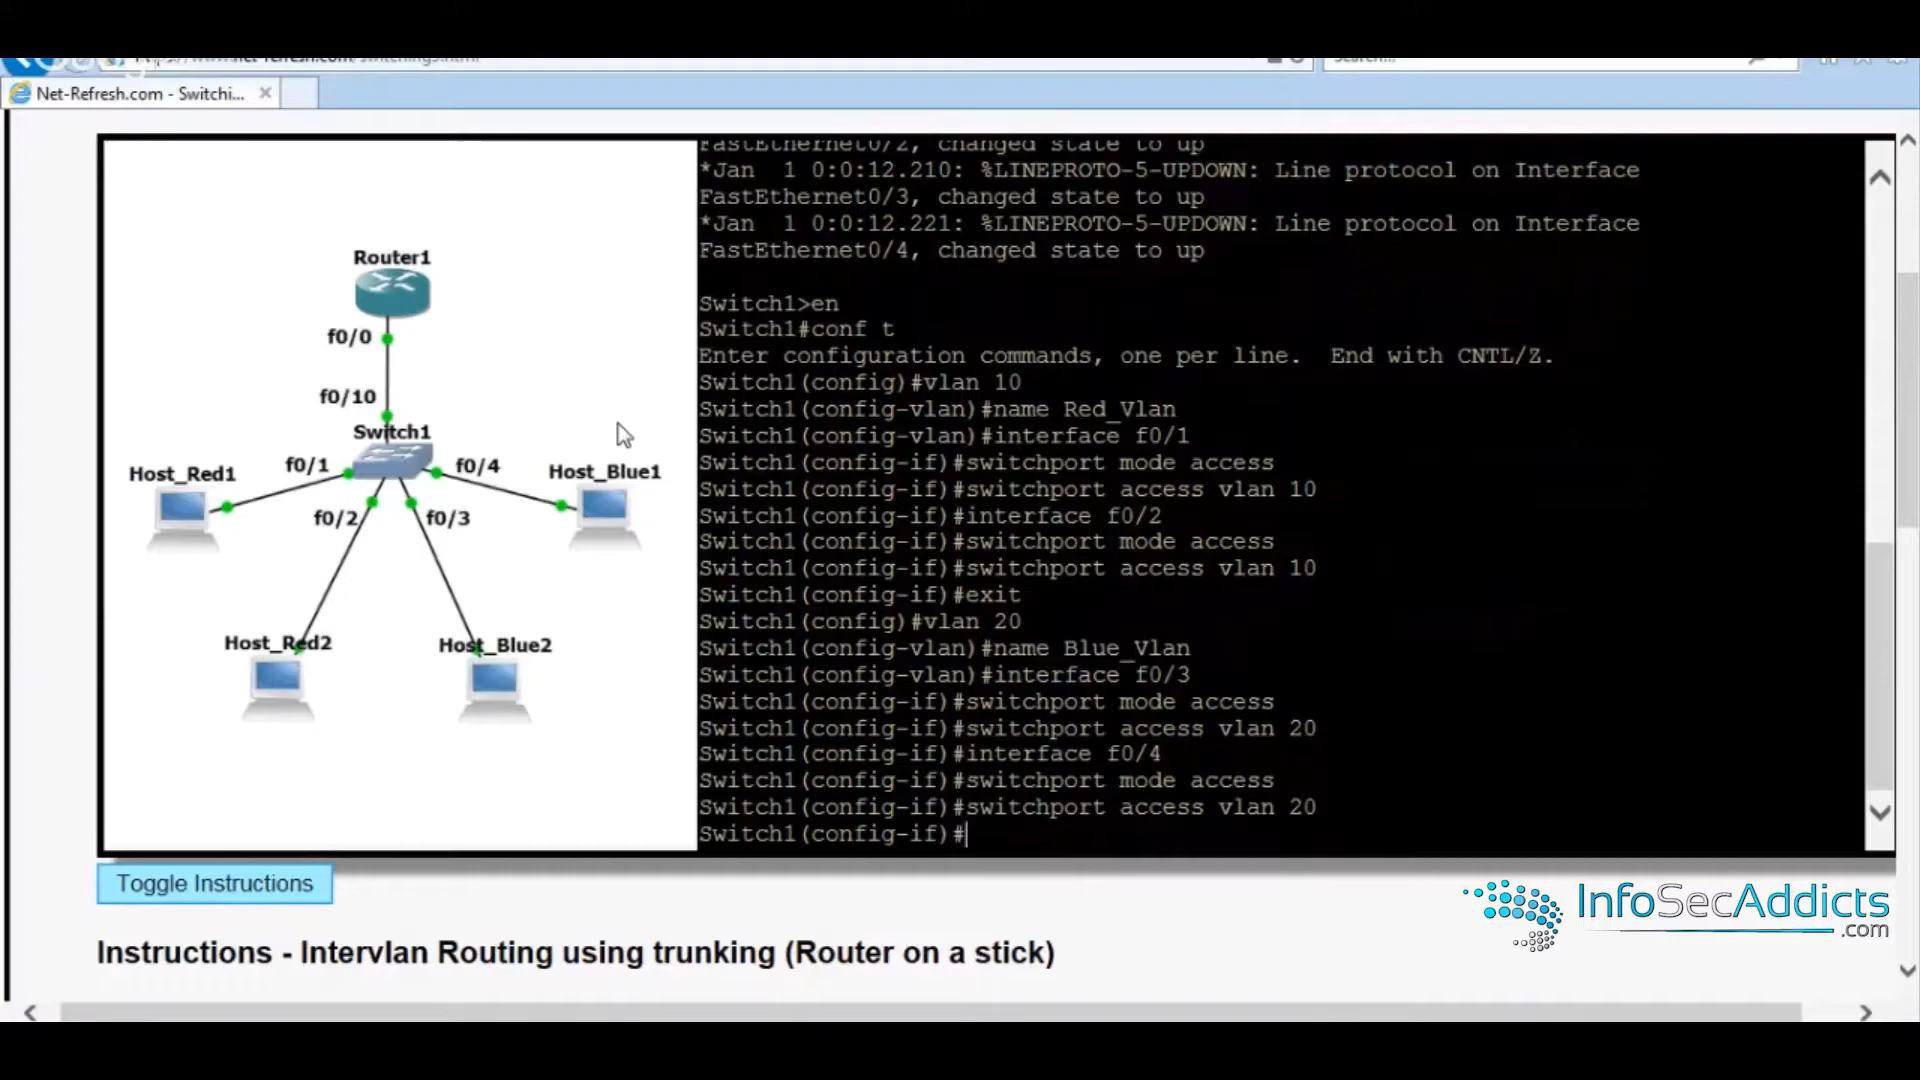 Net-Refresh.com - Switchi...
FastEthernet0/2, changed state to up
*Jan  1 0:0:12.210: %LINEPROTO-5-UPDOWN: Line protocol on Interface
FastEthernet0/3, changed state to up
*Jan  1 0:0:12.221: %LINEPROTO-5-UPDOWN: Line protocol on Interface
FastEthernet0/4, changed state to up
Switch1>en
Switch1#conf t
Enter configuration commands, one per line.  End with CNTL/Z.
Switch1(config)#vlan 10
Switch1(config-vlan)#name Red_Vlan
Switch1(config-vlan)#interface f0/1
Switch1(config-if)#switchport mode access
Switch1(config-if)#switchport access vlan 10
Switch1(config-if)#interface f0/2
Switch1(config-if)#switchport mode access
Switch1(config-if)#switchport access vlan 10
Switch1(config-if)#exit
Switch1(config)#vlan 20
Switch1(config-vlan)#name Blue_Vlan
Switch1(config-vlan)#interface f0/3
Switch1(config-if)#switchport mode access
Switch1(config-if)#switchport access vlan 20
Switch1(config-if)#interface f0/4
Switch1(config-if)#switchport mode access
Switch1(config-if)#switchport access vlan 20
Switch1(config-if)#
Router1
f0/0
f0/10
Switch1
Host_Red1
f0/1
f0/4
Host_Blue1
f0/2
f0/3
Host_Red2
Host_Blue2
Toggle Instructions
InfoSecAddicts
.com
Instructions - Intervlan Routing using trunking (Router on a stick)